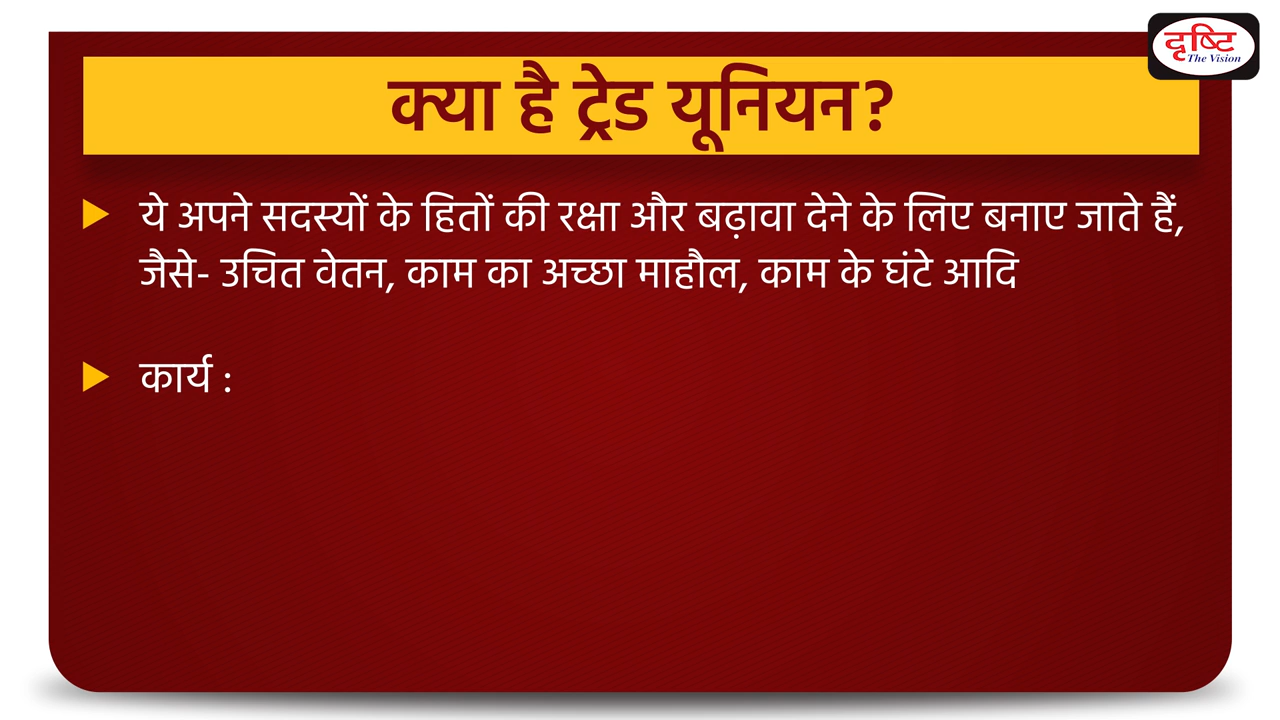 दृष्टि
The Vision
क्या है ट्रेड यूनियन?
ये अपने सदस्यों के हितों की रक्षा और बढ़ावा देने के लिए बनाए जाते हैं,
जैसे- उचित वेतन, काम का अच्छा माहौल, काम के घंटे आदि
कार्य :